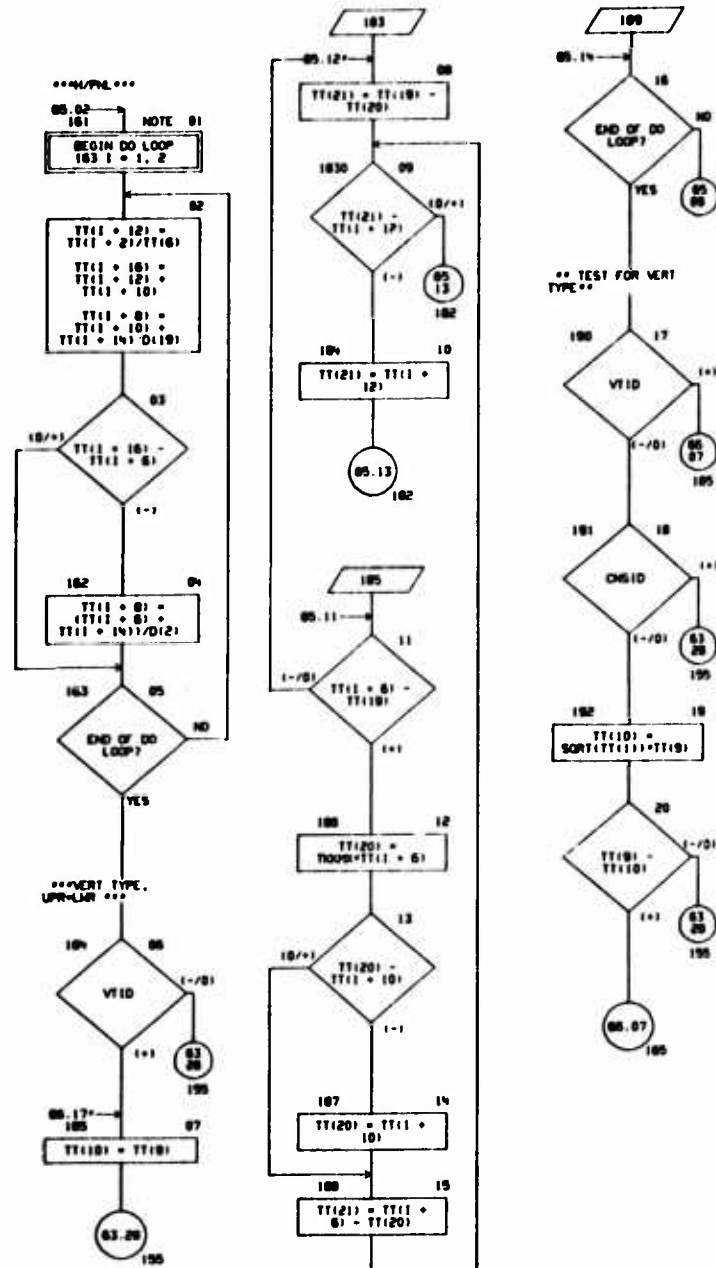 ***W/PNL***
05.02
161 NOTE 01
BEGIN DO LOOP
163 I = 1, 2
02
TT(I + 12) =
TT(I + 2)/TT(6)
TT(I + 16) =
TT(I + 12) +
TT(I + 10)
TT(I + 8) =
TT(I + 10) +
TT(I + 14)*D(19)
03
(0/+)
TT(I + 16) -
TT(I + 6)
(-)
162 04
TT(I + 8) =
(TT(I + 6) +
TT(I + 14))/D(2)
163 05
END OF DO
LOOP?
NO
YES
***VERT TYPE,
UPR=LWR ***
184 06
VTID
(-/0)
63
20
195
(+)
06.17*
185 07
TT(10) = TT(9)
63.20
195
183
05.12*
08
TT(21) = TT(19) -
TT(20)
1830 09
TT(21) -
TT(I + 12)
(0/+)
05
13
182
(-)
184 10
TT(21) = TT(I +
12)
05.13
182
185
05.11
11
(-/0)
TT(I + 6) -
TT(19)
(+)
186 12
TT(20) =
*TT(I + 6)
13
(0/+)
TT(20) -
TT(I + 10)
(-)
187 14
TT(20) = TT(I +
10)
188 15
TT(21) = TT(I +
6) - TT(20)
189
05.14
16
END OF DO
LOOP?
NO
05
08
YES
** TEST FOR VERT
TYPE**
190 17
VTID
(+)
06
07
185
(-/0)
191 18
CNSID
(+)
63
20
195
(-/0)
192 19
TT(10) =
SQRT(TT(1))*TT(9)
20
TT(9) -
TT(10)
(-/0)
63
20
195
(+)
06.07
185